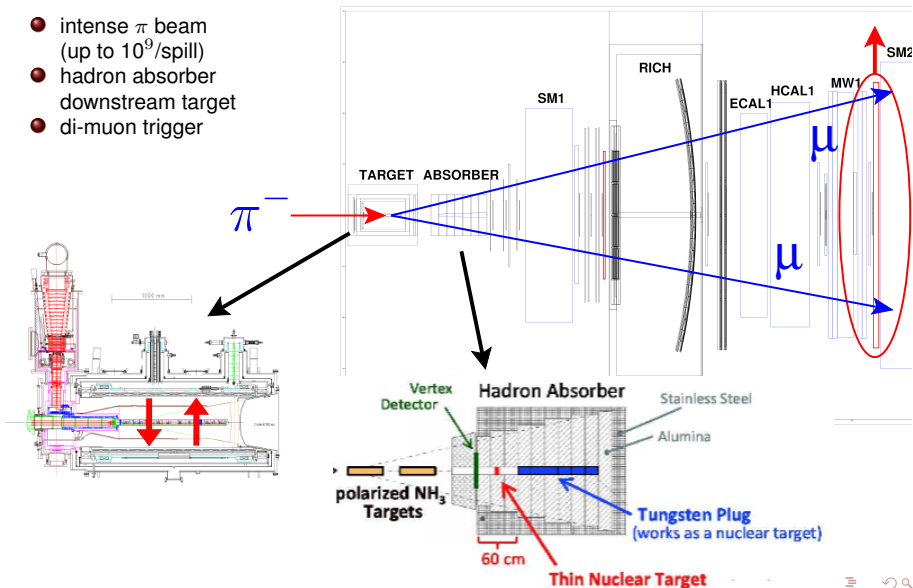 intense π beam
(up to 10⁹/spill)
hadron absorber
downstream target
di-muon trigger
SM2
RICH
MW1
HCAL1
ECAL1
SM1
μ
TARGET ABSORBER
π⁻
μ
1000 mm
Hadron Absorber
Vertex
Detector
Stainless Steel
Alumina
polarized NH₃
Targets
Tungsten Plug
(works as a nuclear target)
60 cm
Thin Nuclear Target